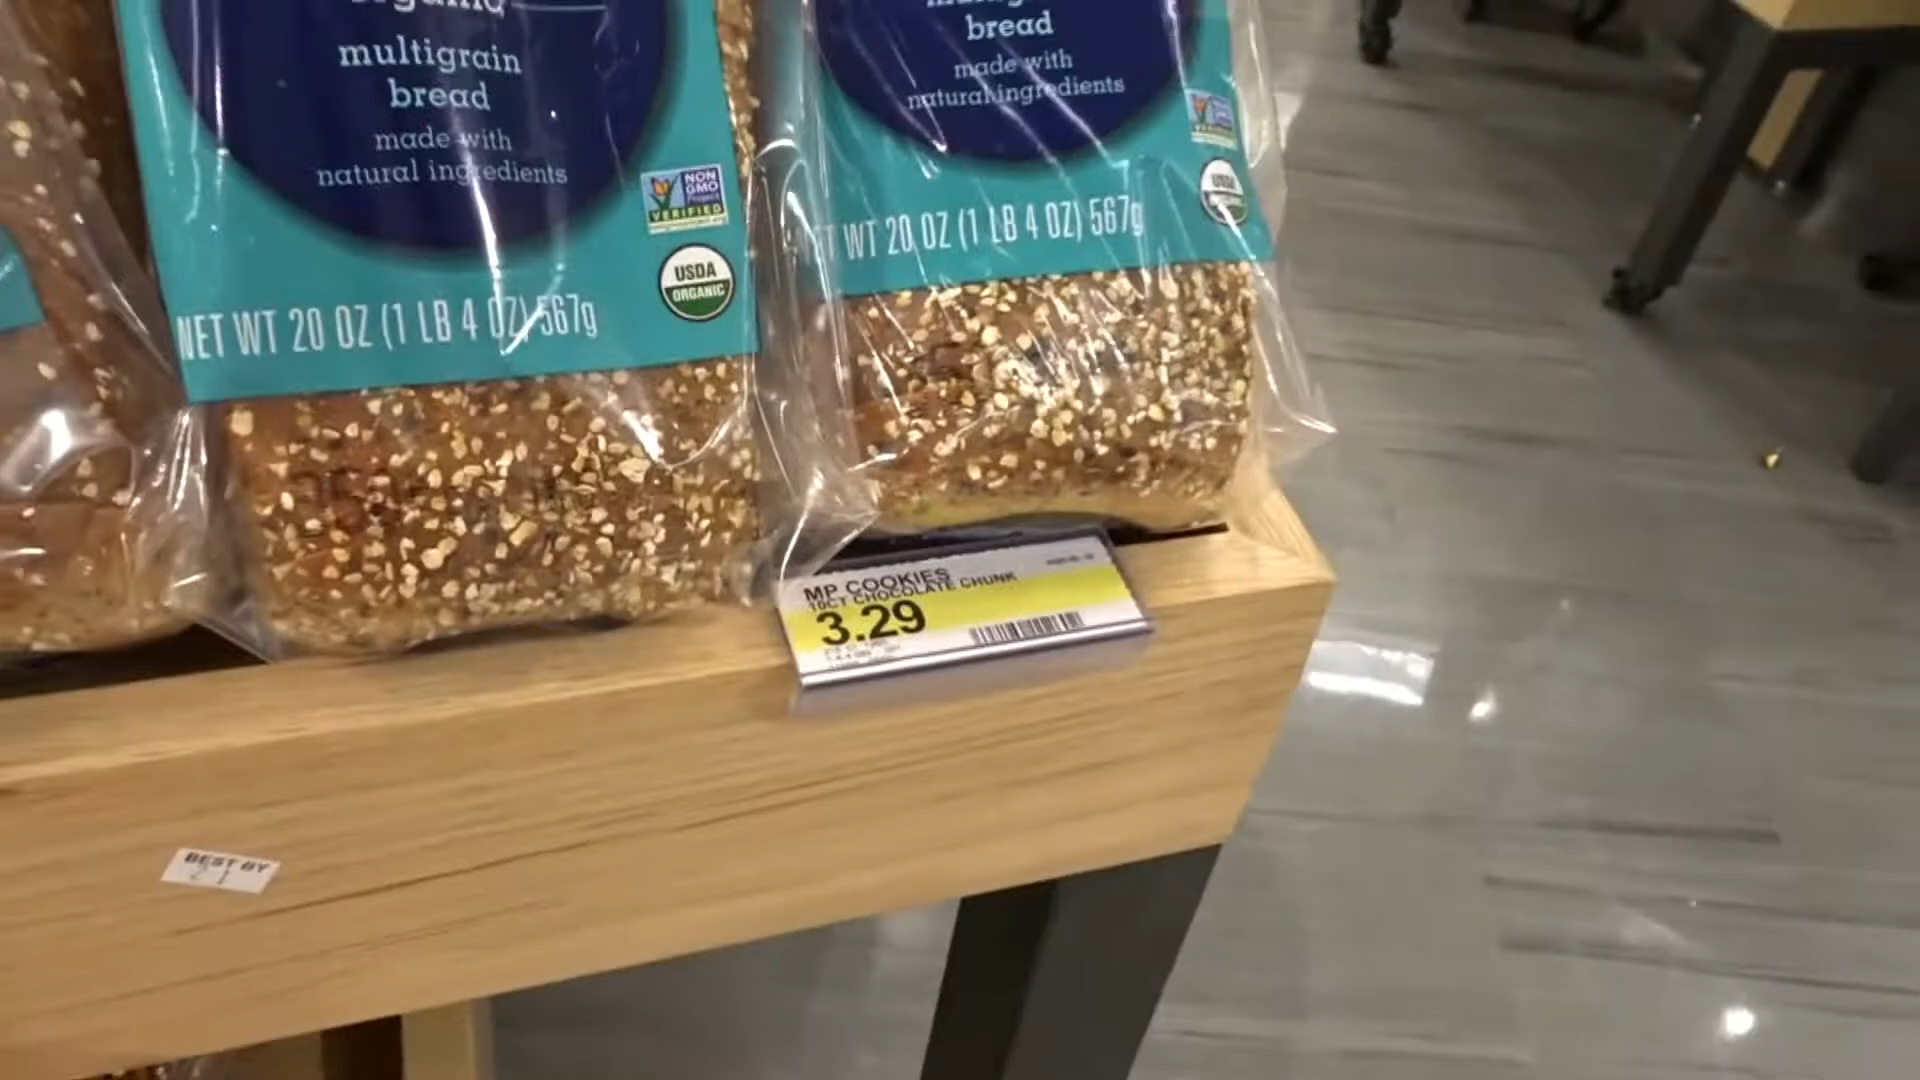 organic
multigrain
bread
made with
natural ingredients
NON
GMO
Project
VERIFIED
USDA
ORGANIC
NET WT 20 OZ (1 LB 4 OZ) 567g
bread
made with
natural ingredients
USDA
ORGANIC
WT 20 OZ (1 LB 4 OZ) 567g
MP COOKIES
10CT CHOCOLATE CHUNK
3.29
BEST BY